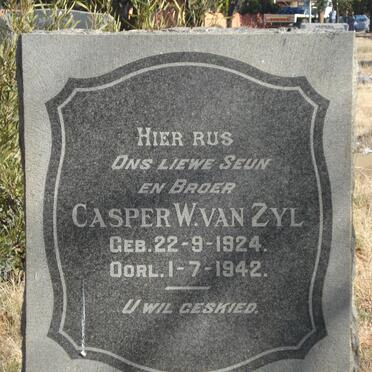 HIER RUS
ONS LIEWE SEUN
EN BROER
CASPER W. VAN ZYL
GEB. 22-9-1924.
OORL. 1-7-1942.
U WIL GESKIED.